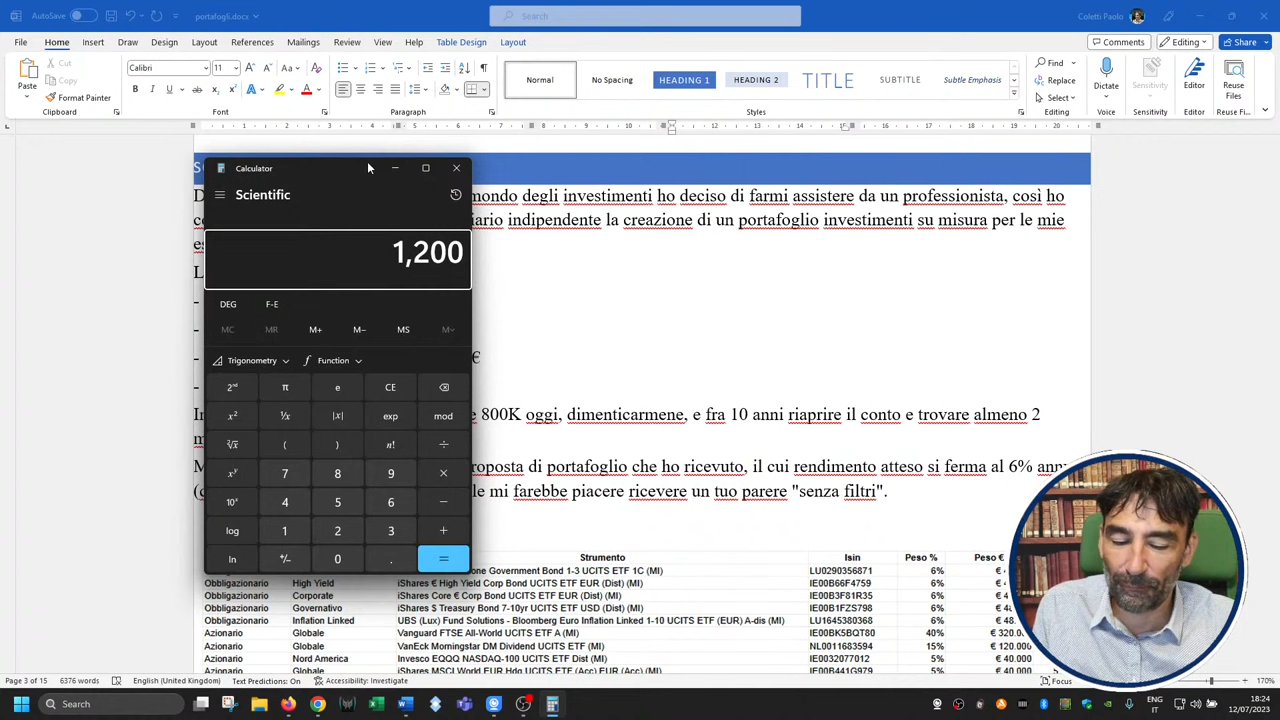 AutoSave
portafogli.docx
Search
Coletti Paolo
File Home Insert Draw Design Layout References Mailings Review View Help Table Design Layout
Comments Editing Share
Paste
Cut
Copy
Format Painter
Calibri 11
Normal No Spacing HEADING 1 HEADING 2 TITLE SUBTITLE Subtle Emphasis
Find
Replace
Select
Dictate Sensitivity Editor Reuse Files
Clipboard Font Paragraph Styles Editing Voice Sensitivity Editor Reuse Files
Calculator
Scientific
1,200
DEG F-E
MC MR M+ M− MS M
Trigonometry Function
2nd π e CE
x² ¹/x |x| exp mod
²√x ( ) n! ÷
xʸ 7 8 9 ×
10ˣ 4 5 6 −
log 1 2 3 +
ln +/− 0 . =
mondo degli investimenti ho deciso di farmi assistere da un professionista, così ho
indipendente la creazione di un portafoglio investimenti su misura per le mie
€
800K oggi, dimenticarmene, e fra 10 anni riaprire il conto e trovare almeno 2
di portafoglio che ho ricevuto, il cui rendimento atteso si ferma al 6%
mi farebbe piacere ricevere un tuo parere "senza filtri".
Strumento Isin Peso % Peso €
Government Bond 1-3 UCITS ETF 1C (MI) LU0290356871 6%
Obbligazionario High Yield iShares € High Yield Corp Bond UCITS ETF EUR (Dist) (MI) IE00B66F4759 6%
Obbligazionario Corporate iShares Core € Corp Bond UCITS ETF EUR (Dist) (MI) IE00B3F81R35 6%
Obbligazionario Governativo iShares $ Treasury Bond 7-10yr UCITS ETF USD (Dist) (MI) IE00B1FZS798 6%
Obbligazionario Inflation Linked UBS (Lux) Fund Solutions - Bloomberg Euro Inflation Linked 1-10 UCITS ETF (EUR) A-dis (MI) LU1645380368 6% € 48.
Azionario Globale Vanguard FTSE All-World UCITS ETF A (MI) IE00BK5BQT80 40% € 320.000
Azionario Globale VanEck Morningstar DM Dividend UCITS ETF (MI) NL0011683594 15% € 120.000
Azionario Nord America Invesco EQQQ NASDAQ-100 UCITS ETF Dist (MI) IE0032077012 5% € 40.000
Azionario Globale iShares MSCI World EUR Hdg UCITS ETF (Acc) (MI) IE00B441G979 5% € 40.000
Page 4 of 15 6376 words English (United Kingdom) Text Predictions: On Accessibility: Investigate Focus 170%
Search
ENG
IT
18:24
12/07/2023